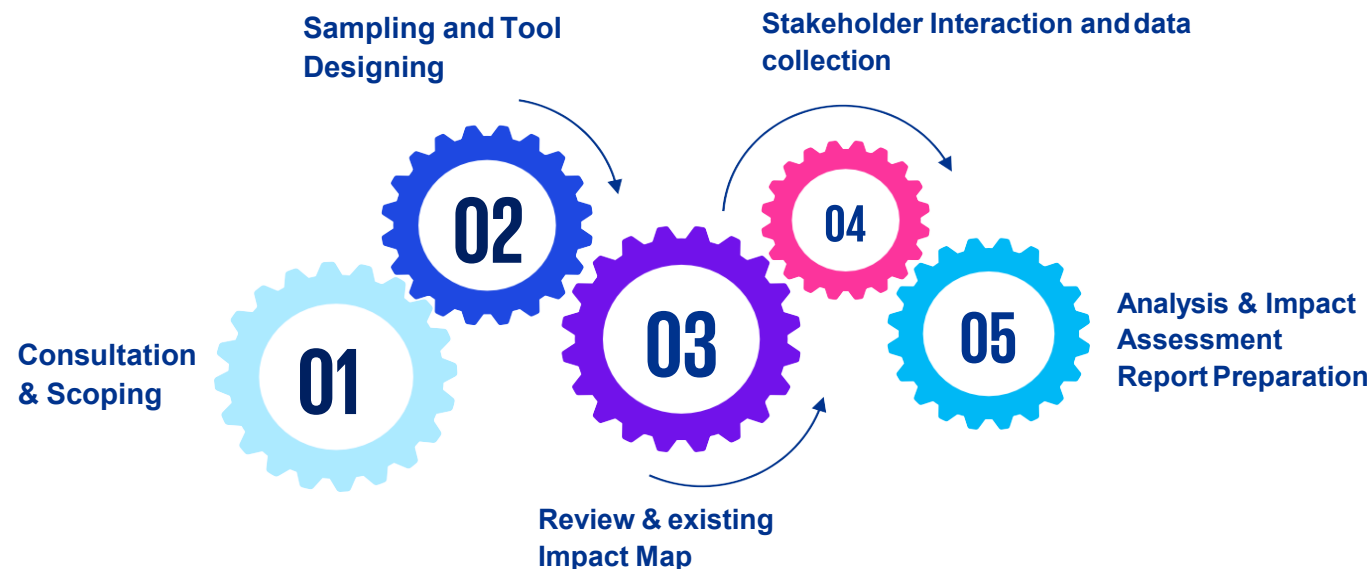 Consultation
& Scoping
01
Sampling and Tool
Designing
02
03
Review & existing
Impact Map
Stakeholder Interaction and data
collection
04
05
Analysis & Impact
Assessment
Report Preparation